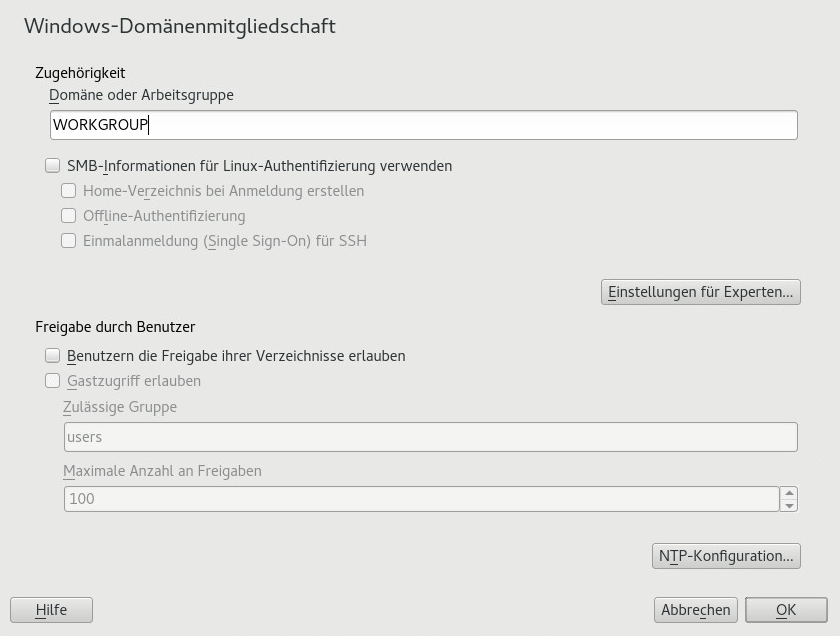 Windows-Domänenmitgliedschaft
Zugehörigkeit
Domäne oder Arbeitsgruppe
WORKGROUP
SMB-Informationen für Linux-Authentifizierung verwenden
Home-Verzeichnis bei Anmeldung erstellen
Offline-Authentifizierung
Einmalanmeldung (Single Sign-On) für SSH
Einstellungen für Experten...
Freigabe durch Benutzer
Benutzern die Freigabe ihrer Verzeichnisse erlauben
Gastzugriff erlauben
Zulässige Gruppe
users
Maximale Anzahl an Freigaben
100
NTP-Konfiguration...
Hilfe Abbrechen OK